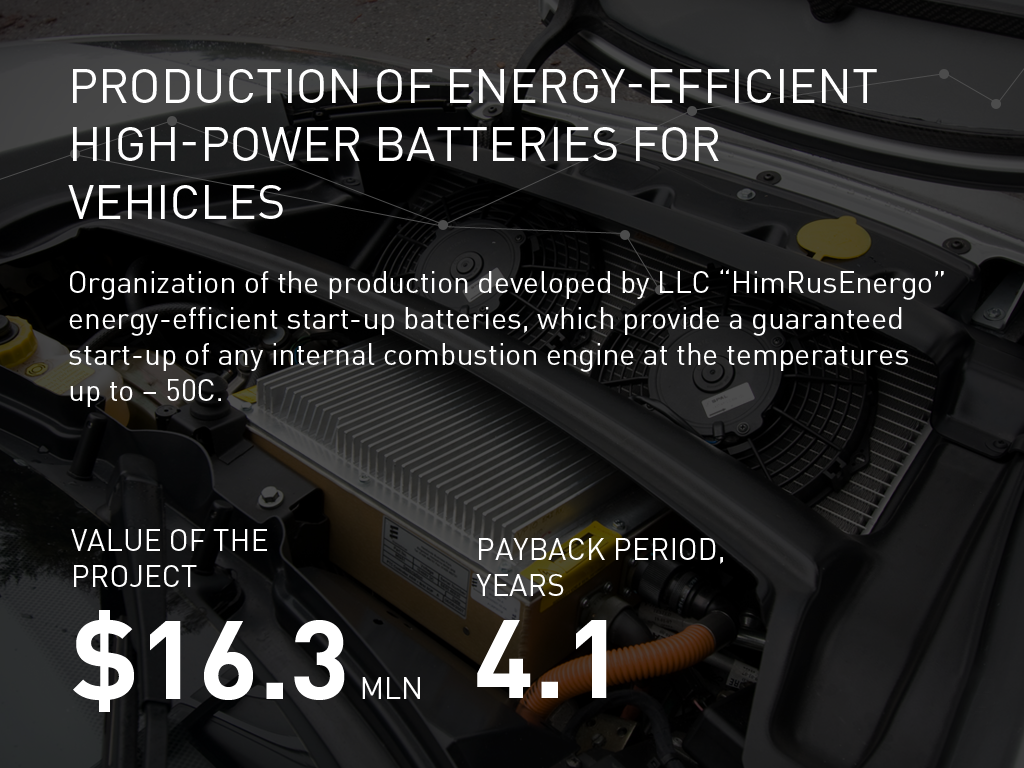 PRODUCTION OF ENERGY-EFFICIENT
HIGH-POWER BATTERIES FOR
VEHICLES
Organization of the production developed by LLC “HimRusEnergo”
energy-efficient start-up batteries, which provide a guaranteed
start-up of any internal combustion engine at the temperatures
up to – 50C.
VALUE OF THE
PROJECT
$16.3 MLN
PAYBACK PERIOD,
YEARS
4.1